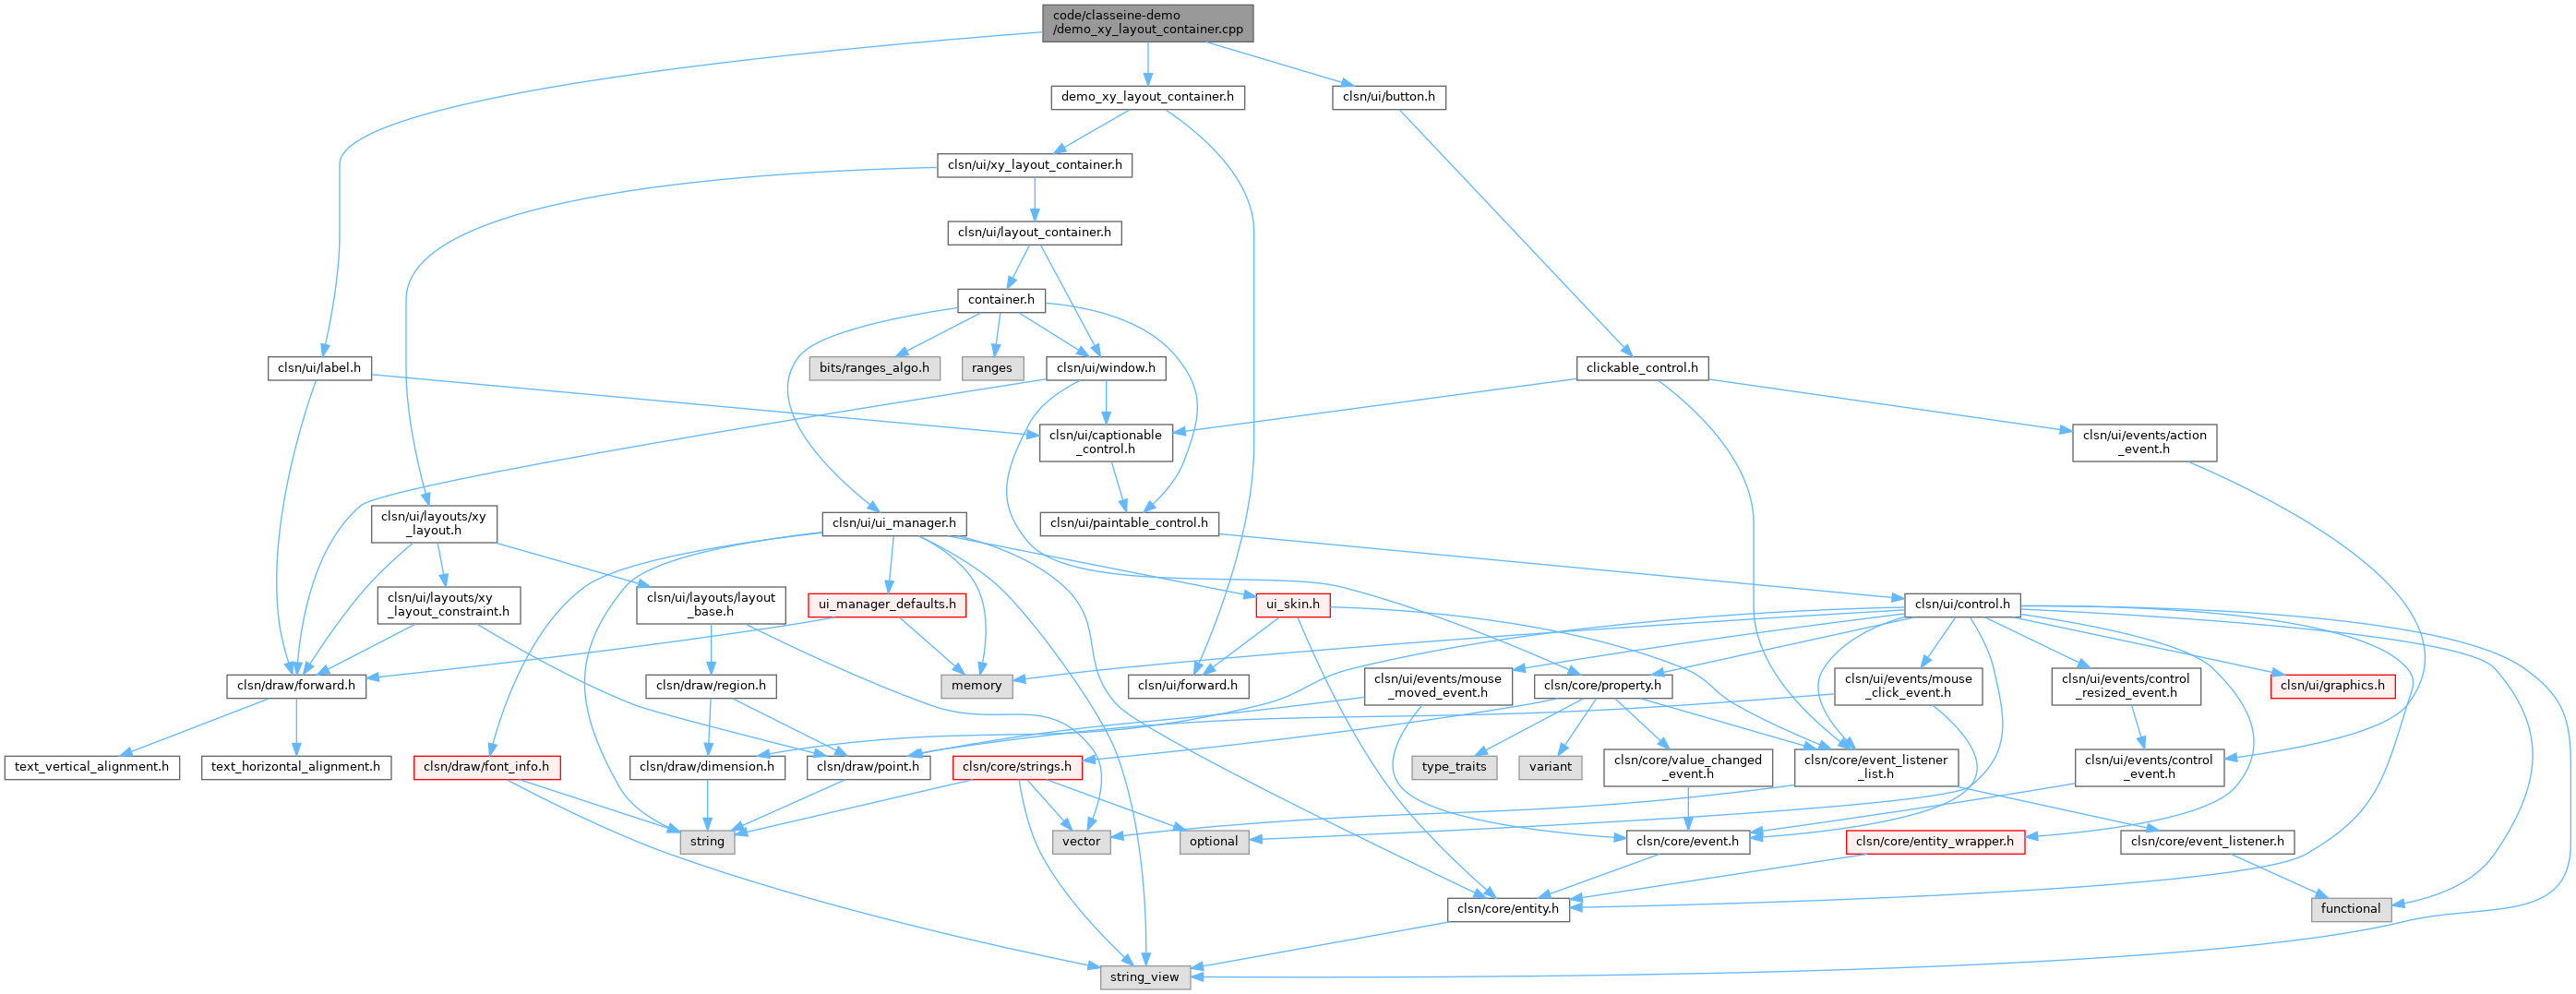 code/classeine-demo
/demo_xy_layout_container.cpp
demo_xy_layout_container.h
clsn/ui/button.h
clsn/ui/xy_layout_container.h
clsn/ui/layout_container.h
container.h
clsn/ui/label.h
bits/ranges_algo.h
ranges
clsn/ui/window.h
clickable_control.h
clsn/ui/captionable
_control.h
clsn/ui/events/action
_event.h
clsn/ui/layouts/xy
_layout.h
clsn/ui/ui_manager.h
clsn/ui/paintable_control.h
clsn/ui/layouts/xy
_layout_constraint.h
clsn/ui/layouts/layout
_base.h
ui_manager_defaults.h
ui_skin.h
clsn/ui/control.h
clsn/draw/forward.h
clsn/draw/region.h
memory
clsn/ui/forward.h
clsn/ui/events/mouse
_moved_event.h
clsn/core/property.h
clsn/ui/events/mouse
_click_event.h
clsn/ui/events/control
_resized_event.h
clsn/ui/graphics.h
text_vertical_alignment.h
text_horizontal_alignment.h
clsn/draw/font_info.h
clsn/draw/dimension.h
clsn/draw/point.h
clsn/core/strings.h
type_traits
variant
clsn/core/value_changed
_event.h
clsn/core/event_listener
_list.h
clsn/ui/events/control
_event.h
string
vector
optional
clsn/core/event.h
clsn/core/entity_wrapper.h
clsn/core/event_listener.h
clsn/core/entity.h
functional
string_view